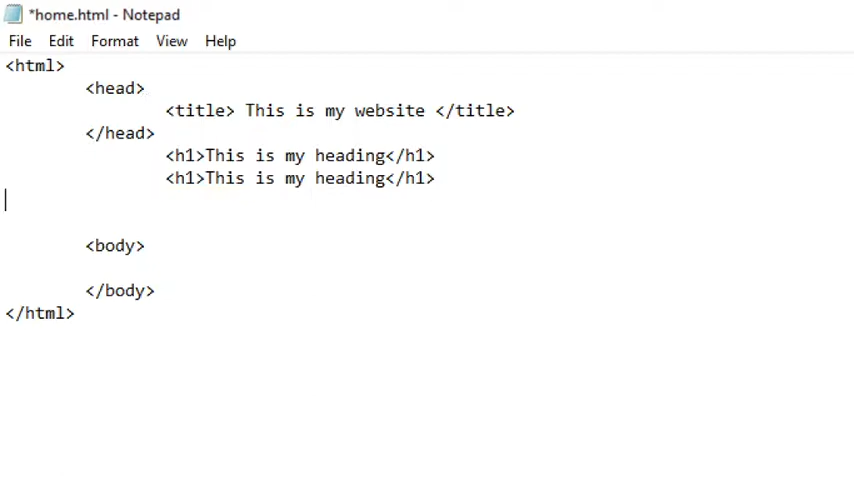 *home.html - Notepad
File Edit Format View Help
<html>
<head>
<title> This is my website </title>
</head>
<h1>This is my heading</h1>
<h1>This is my heading</h1>
<body>
</body>
</html>